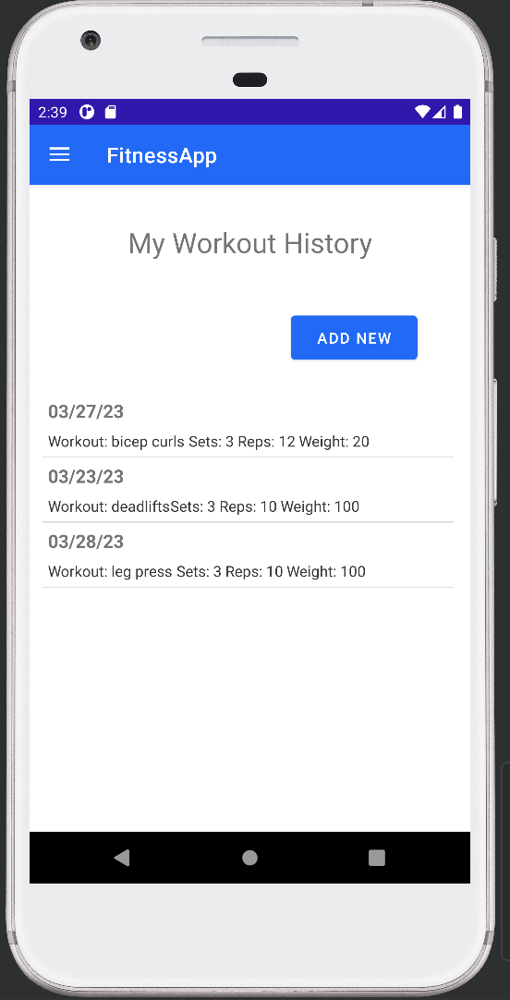 2:39
FitnessApp
My Workout History
ADD NEW
03/27/23
Workout: bicep curls Sets: 3 Reps: 12 Weight: 20
03/23/23
Workout: deadliftsSets: 3 Reps: 10 Weight: 100
03/28/23
Workout: leg press Sets: 3 Reps: 10 Weight: 100